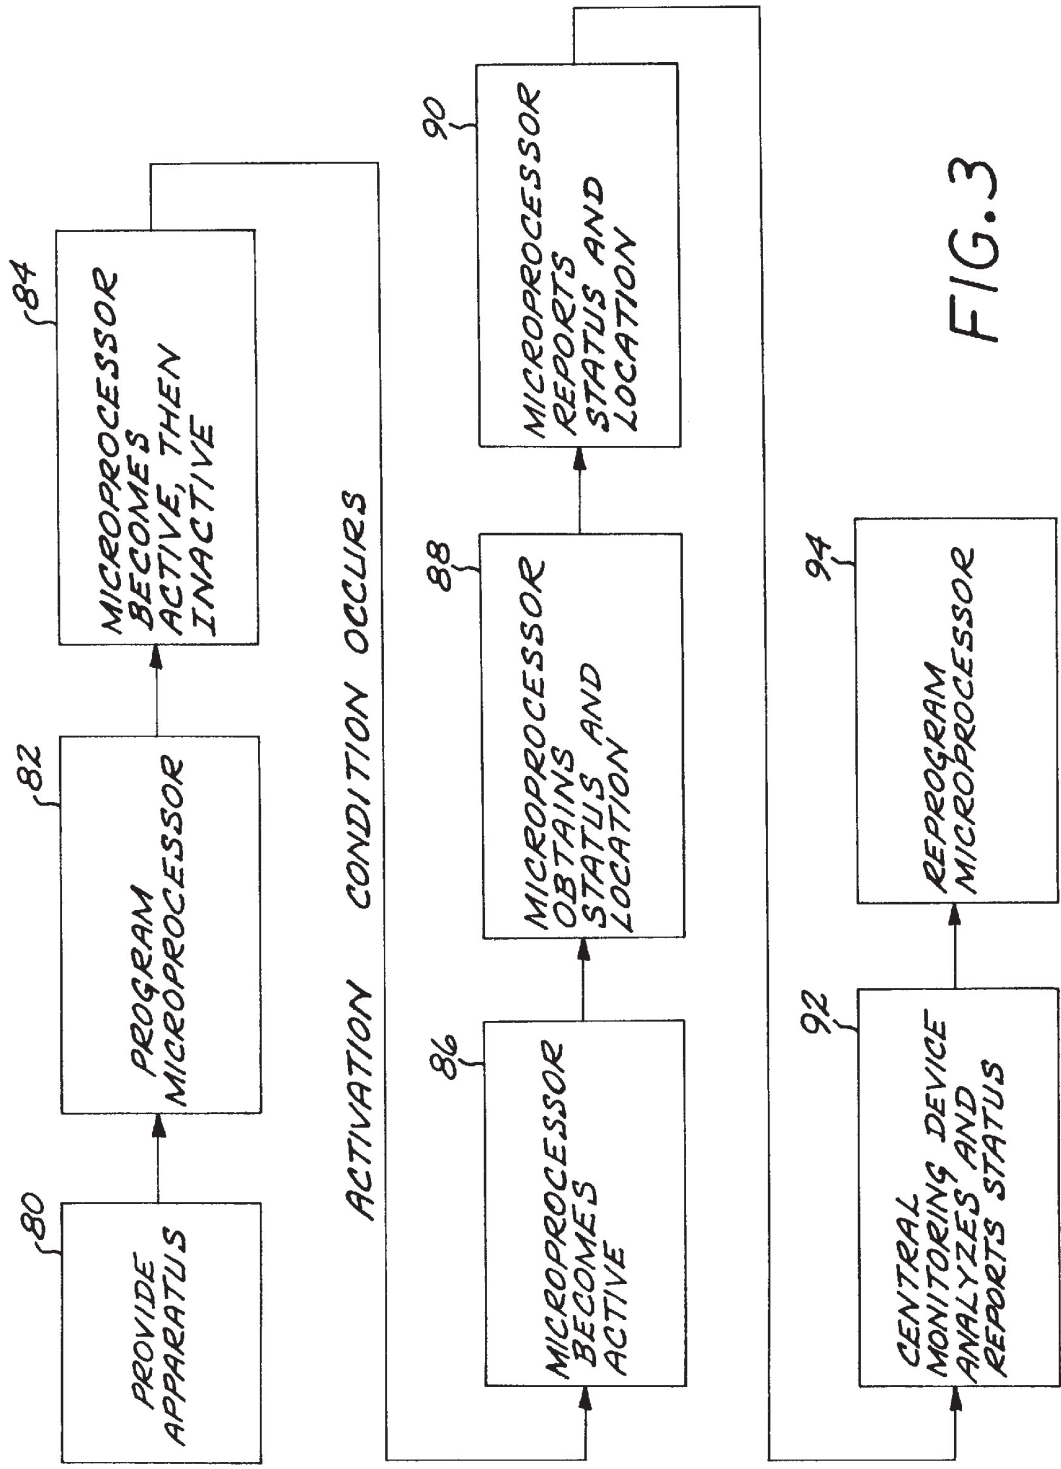 80
PROVIDE
APPARATUS
82
PROGRAM
MICROPROCESSOR
84
MICROPROCESSOR
BECOMES
ACTIVE, THEN
INACTIVE
ACTIVATION CONDITION OCCURS
86
MICROPROCESSOR
BECOMES
ACTIVE
88
MICROPROCESSOR
OBTAINS
STATUS AND
LOCATION
90
MICROPROCESSOR
REPORTS
STATUS AND
LOCATION
92
CENTRAL
MONITORING DEVICE
ANALYZES AND
REPORTS STATUS
94
REPROGRAM
MICROPROCESSOR
FIG.3